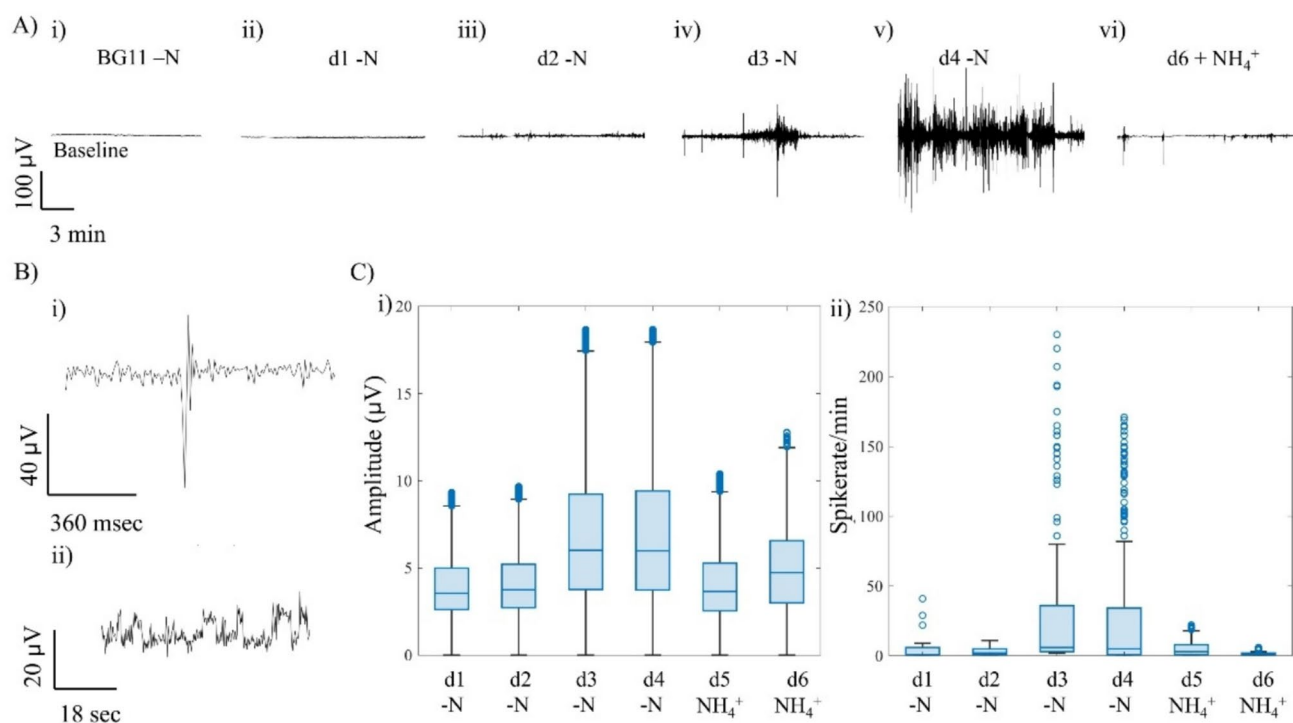 A)
i)
BG11 –N
ii)
d1 -N
iii)
d2 -N
iv)
d3 -N
v)
d4 -N
vi)
d6 + NH₄⁺
Baseline
100 µV
3 min
B)
i)
40 µV
360 msec
ii)
20 µV
18 sec
C)
i)
Amplitude (µV)
20
15
10
5
0
d1 d2 d3 d4 d5 d6
-N -N -N -N NH₄⁺ NH₄⁺
ii)
Spikerate/min
250
200
150
100
50
0
d1 d2 d3 d4 d5 d6
-N -N -N -N NH₄⁺ NH₄⁺